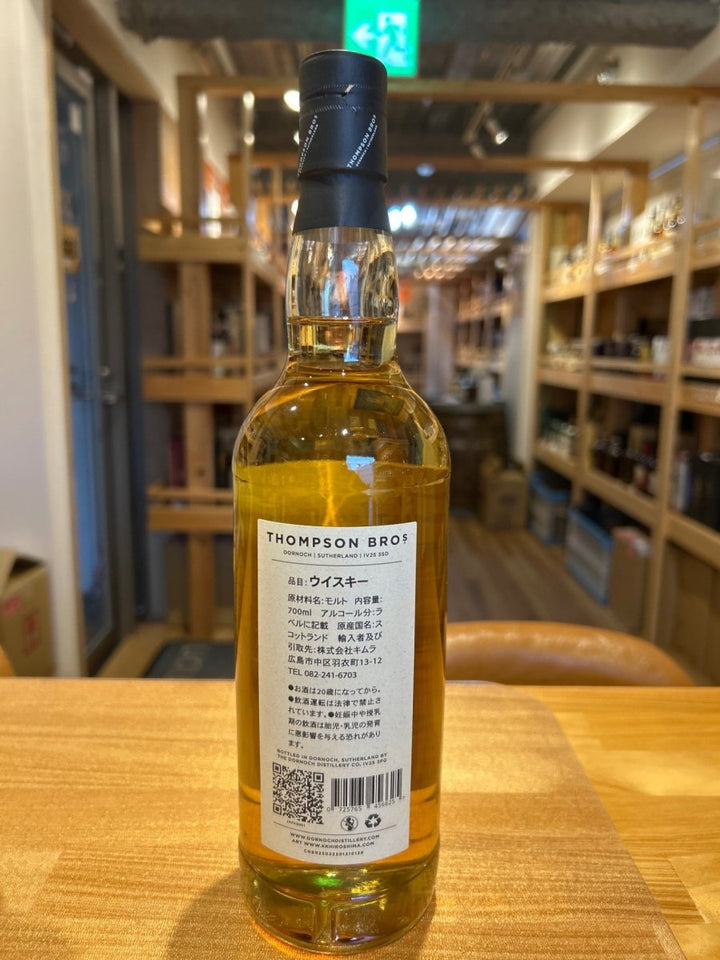 THOMPSON BROS
THOMPSON BROS
DORNOCH | SUTHERLAND | IV25 3SD
品目:ウイスキー
原材料名:モルト 内容量:
700ml アルコール分:ラ
ベルに記載 原産国名:ス
コットランド 輸入者及び
引取先:株式会社キムラ
広島市中区羽衣町13-12
TEL 082-241-6703
●お酒は20歳になってから。
●飲酒運転は法律で禁止さ
れています。●妊娠中や授乳
期の飲酒は胎児・乳児の発育
に悪影響を与える恐れがあり
ます。
BOTTLED IN DORNOCH, SUTHERLAND BY
THE DORNOCH DISTILLERY CO, IV25 3PG
WWW.DORNOCHDISTILLERY.COM